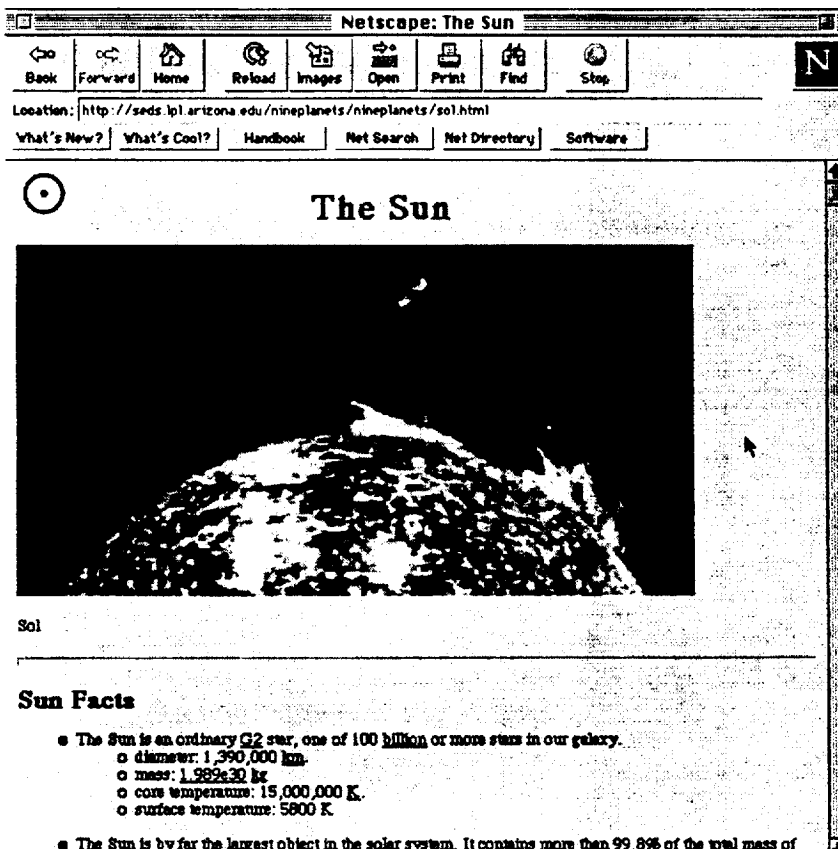 Netscape: The Sun
Back Forward Home Reload Images Open Print Find Stop
N
Location: http://seds.lpl.arizona.edu/nineplanets/nineplanets/sol.html
What's New? What's Cool? Handbook Net Search Net Directory Software
The Sun
Sol
Sun Facts
The Sun is an ordinary G2 star, one of 100 billion or more stars in our galaxy.
diameter: 1,390,000 km.
mass: 1.989e30 kg
core temperature: 15,000,000 K.
surface temperature: 5800 K
The Sun is by far the largest object in the solar system. It contains more than 99.8% of the total mass of